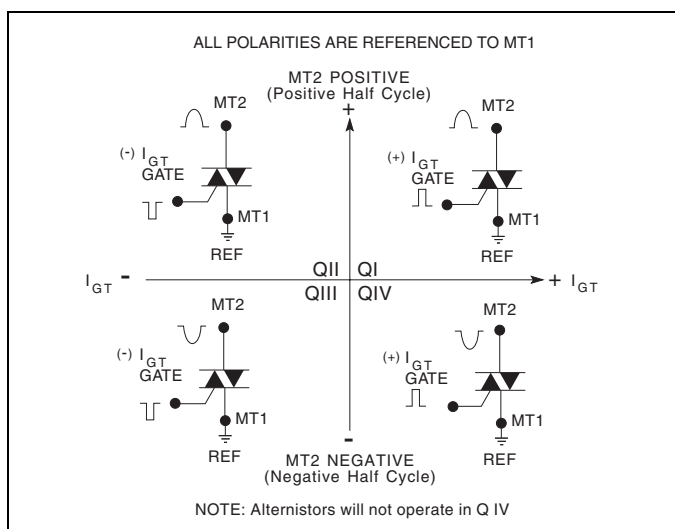 ALL POLARITIES ARE REFERENCED TO MT1
MT2 POSITIVE
(Positive Half Cycle)
+
MT2
(-) IGT
GATE
MT1
REF
MT2
(+) IGT
GATE
MT1
REF
IGT -
QII
QI
+ IGT
QIII
QIV
MT2
(-) IGT
GATE
MT1
REF
MT2
(+) IGT
GATE
MT1
REF
-
MT2 NEGATIVE
(Negative Half Cycle)
NOTE: Alternistors will not operate in Q IV